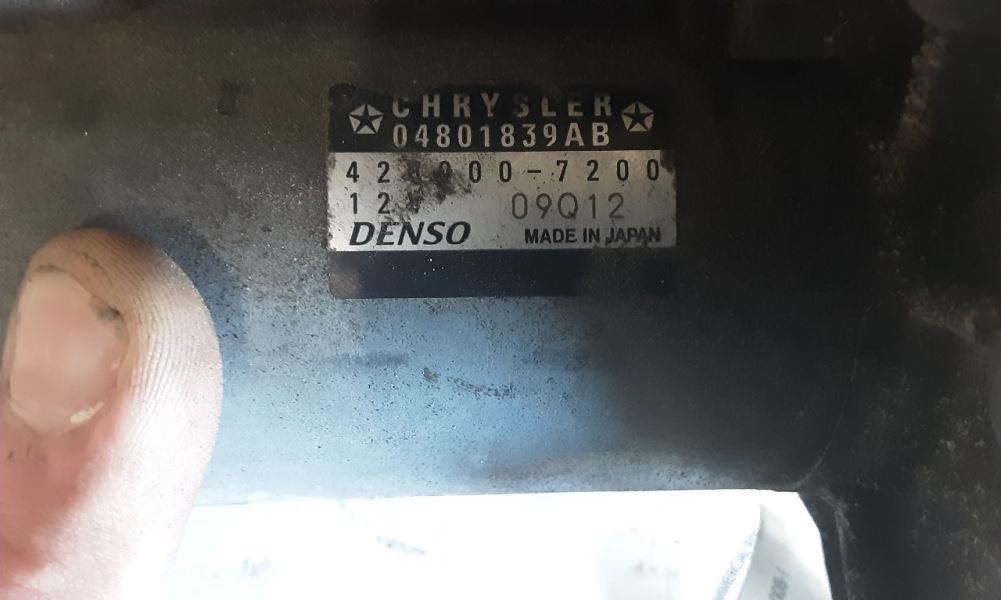 CHRYSLER
04801839AB
09Q12
DENSO
MADE IN JAPAN